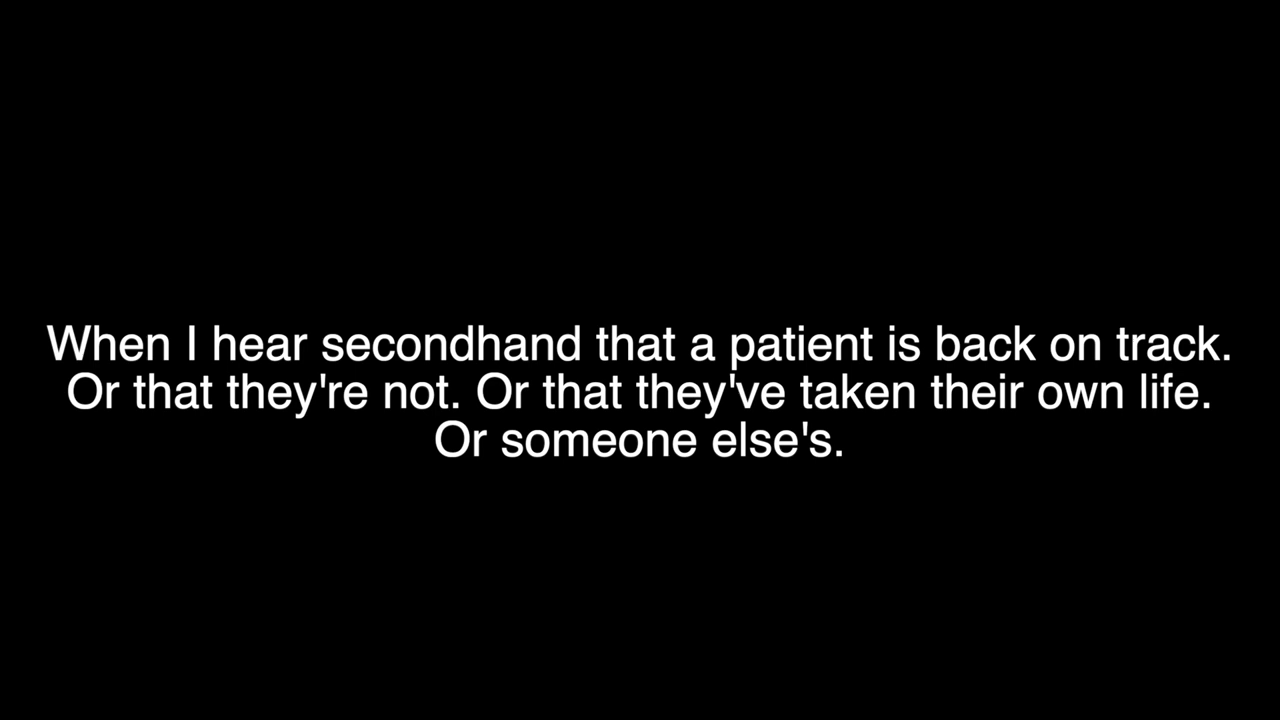 When I hear secondhand that a patient is back on track.
Or that they're not. Or that they've taken their own life.
Or someone else's.